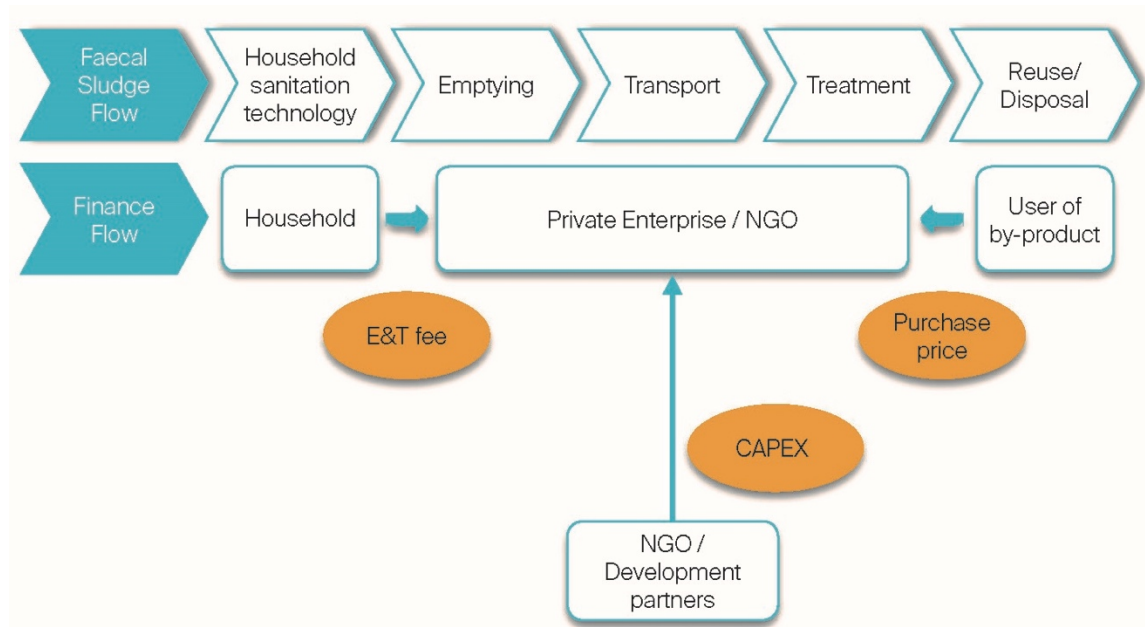 Faecal
Sludge
Flow
Household
sanitation
technology
Emptying
Transport
Treatment
Reuse/
Disposal
Finance
Flow
Household
Private Enterprise / NGO
User of
by-product
E&T fee
Purchase
price
CAPEX
NGO /
Development
partners